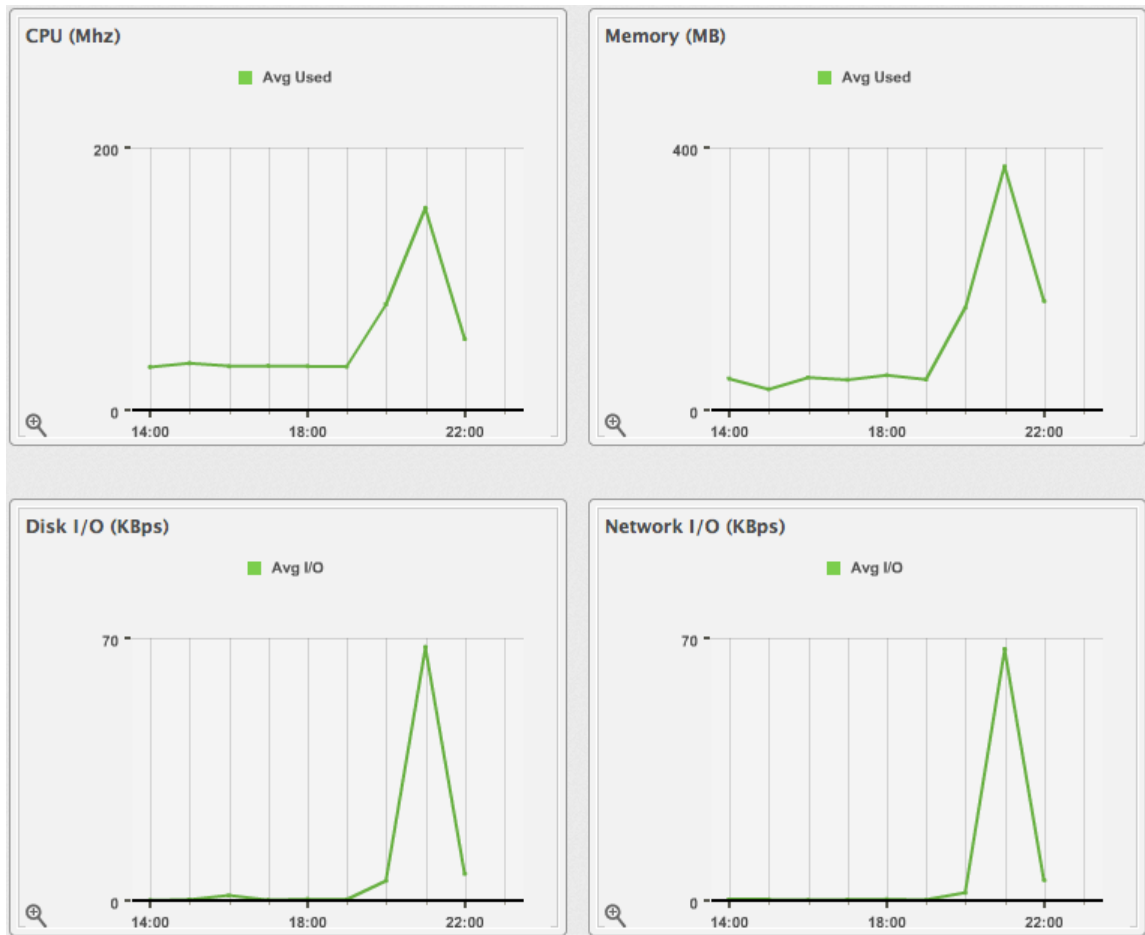 CPU (Mhz)
Avg Used
200
0
14:00 18:00 22:00
Memory (MB)
Avg Used
400
0
14:00 18:00 22:00
Disk I/O (KBps)
Avg I/O
70
0
14:00 18:00 22:00
Network I/O (KBps)
Avg I/O
70
0
14:00 18:00 22:00